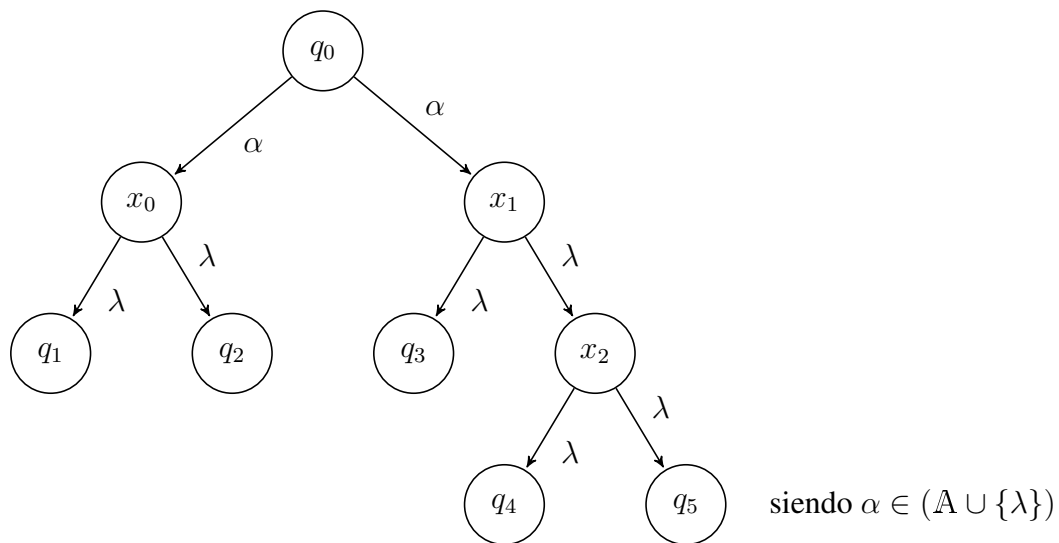 q₀
α
α
x₀
x₁
λ
λ
λ
λ
q₁
q₂
q₃
x₂
λ
λ
q₄
q₅
siendo α ∈ (𝔸 ∪ {λ})